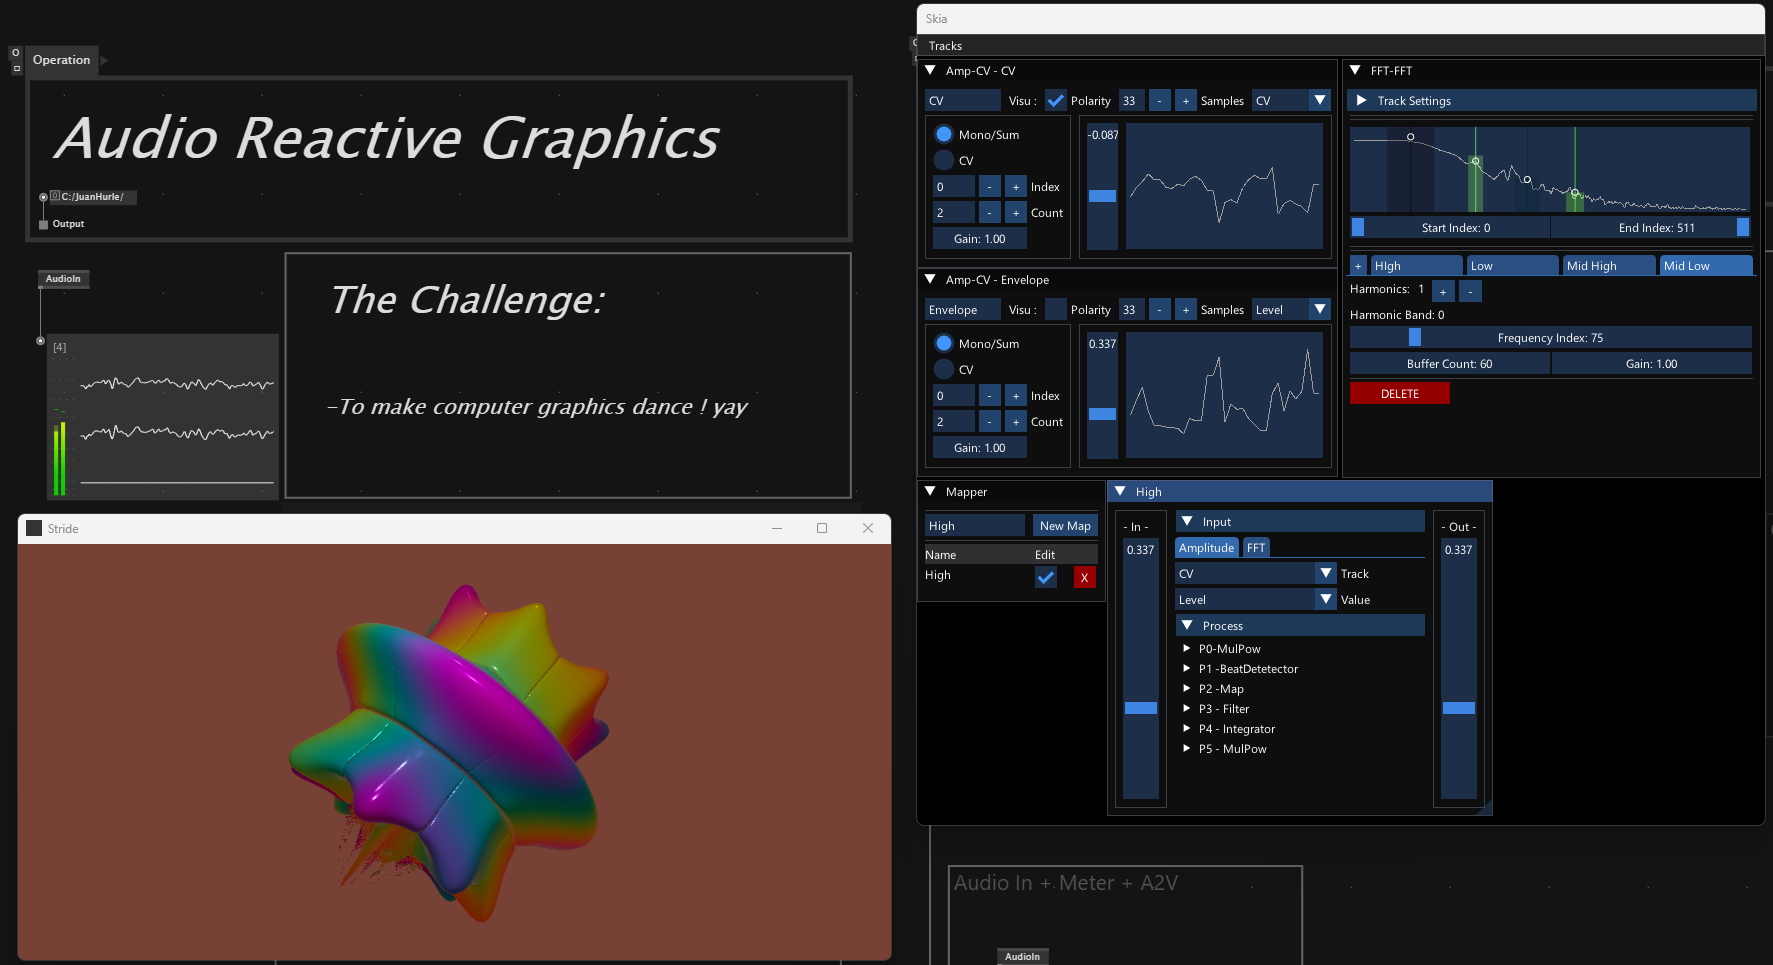 Operation
Audio Reactive Graphics
C:/JuanHurle/
Output
AudioIn
[4]
The Challenge:
-To make computer graphics dance ! yay
Stride
Skia
Tracks
Amp-CV - CV
CV Visu : Polarity 33 - + Samples CV
Mono/Sum
CV
0 - + Index
2 - + Count
Gain: 1.00
-0.087
Amp-CV - Envelope
Envelope Visu : Polarity 33 - + Samples Level
Mono/Sum
CV
0 - + Index
2 - + Count
Gain: 1.00
0.337
FFT-FFT
Track Settings
Start Index: 0 End Index: 511
+ HIgh Low Mid High Mid Low
Harmonics: 1 + -
Harmonic Band: 0
Frequency Index: 75
Buffer Count: 60 Gain: 1.00
DELETE
Mapper
High New Map
Name Edit
High X
High
- In -
0.337
Input
Amplitude FFT
CV Track
Level Value
Process
P0-MulPow
P1 -BeatDetetector
P2 -Map
P3 - Filter
P4 - Integrator
P5 - MulPow
- Out -
0.337
Audio In + Meter + A2V
AudioIn